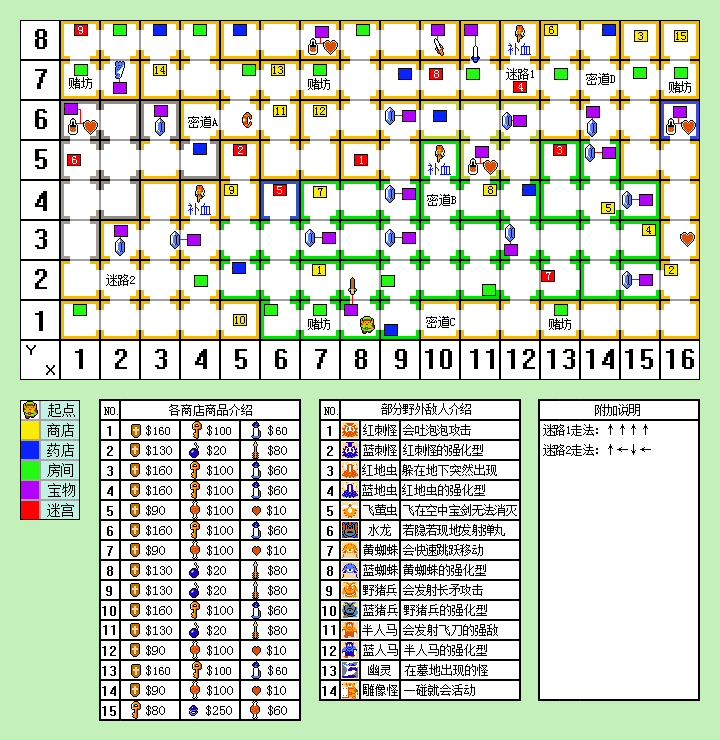 8 9 补血 6 3 15
7 赌坊 14 13 赌坊 8 迷路1 4 密道D 赌坊
6 密道A 11 12
5 6 2 1 补血 3
4 补血 9 5 7 密道B 8 5
3 4
2 迷路2 1 7 2
1 10 赌坊 密道C 赌坊
Y X 1 2 3 4 5 6 7 8 9 10 11 12 13 14 15 16
起点
商店
药店
房间
宝物
迷宫
NO. 各商店商品介绍
1 $160 $100 $60
2 $130 $20 $80
3 $160 $100 $60
4 $160 $100 $60
5 $90 $100 $10
6 $160 $100 $60
7 $90 $100 $10
8 $130 $20 $80
9 $130 $20 $80
10 $160 $100 $60
11 $130 $20 $80
12 $90 $100 $10
13 $160 $100 $60
14 $90 $100 $10
15 $80 $250 $60
NO. 部分野外敌人介绍
1 红刺怪 会吐泡泡攻击
2 蓝刺怪 红刺怪的强化型
3 红地虫 躲在地下突然出现
4 蓝地虫 红地虫的强化型
5 飞萤虫 飞在空中宝剑无法消灭
6 水龙 若隐若现地发射弹丸
7 黄蜘蛛 会快速跳跃移动
8 蓝蜘蛛 黄蜘蛛的强化型
9 野猪兵 会发射长矛攻击
10 蓝猪兵 野猪兵的强化型
11 半人马 会发射飞刀的强敌
12 蓝人马 半人马的强化型
13 幽灵 在墓地出现的怪
14 雕像怪 一碰就会活动
附加说明
迷路1走法：↑↑↑↑
迷路2走法：↑←↓←